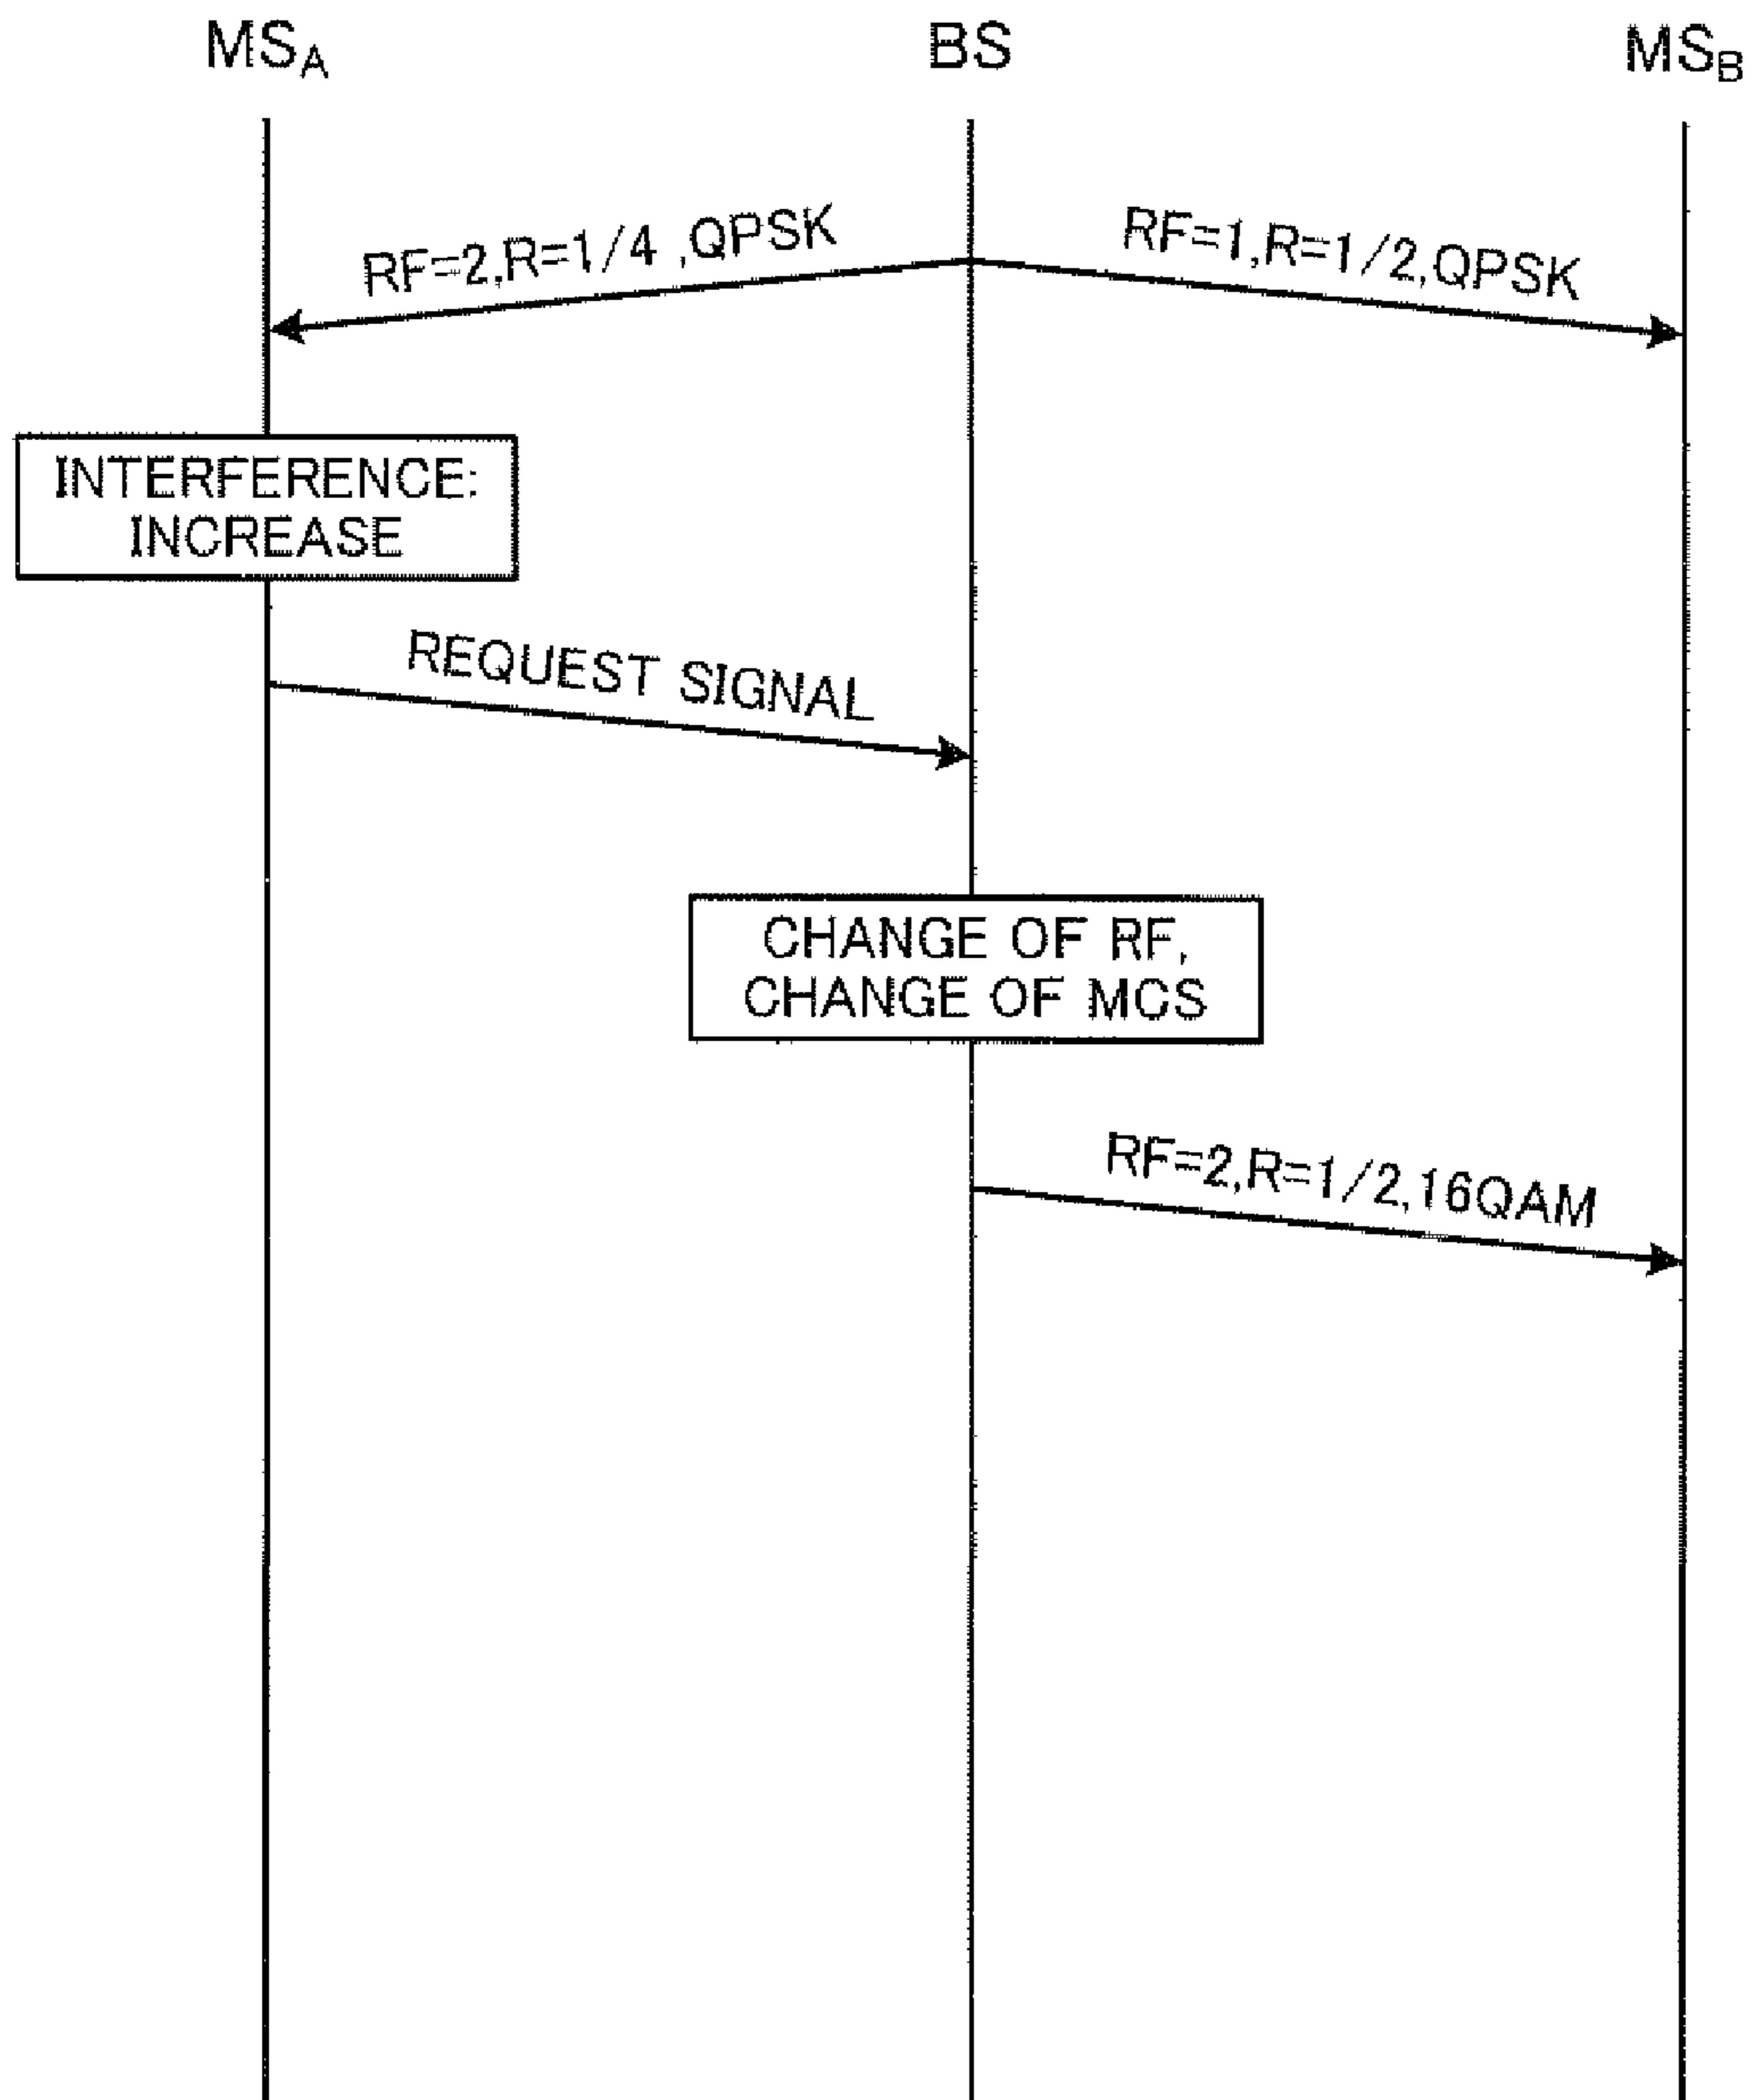 MSA
BS
MSB
RF=2,R=1/4 ,QPSK
RF=1,R=1/2,QPSK
INTERFERENCE:
INCREASE
REQUEST SIGNAL
CHANGE OF RF,
CHANGE OF MCS
RF=2,R=1/2,16QAM